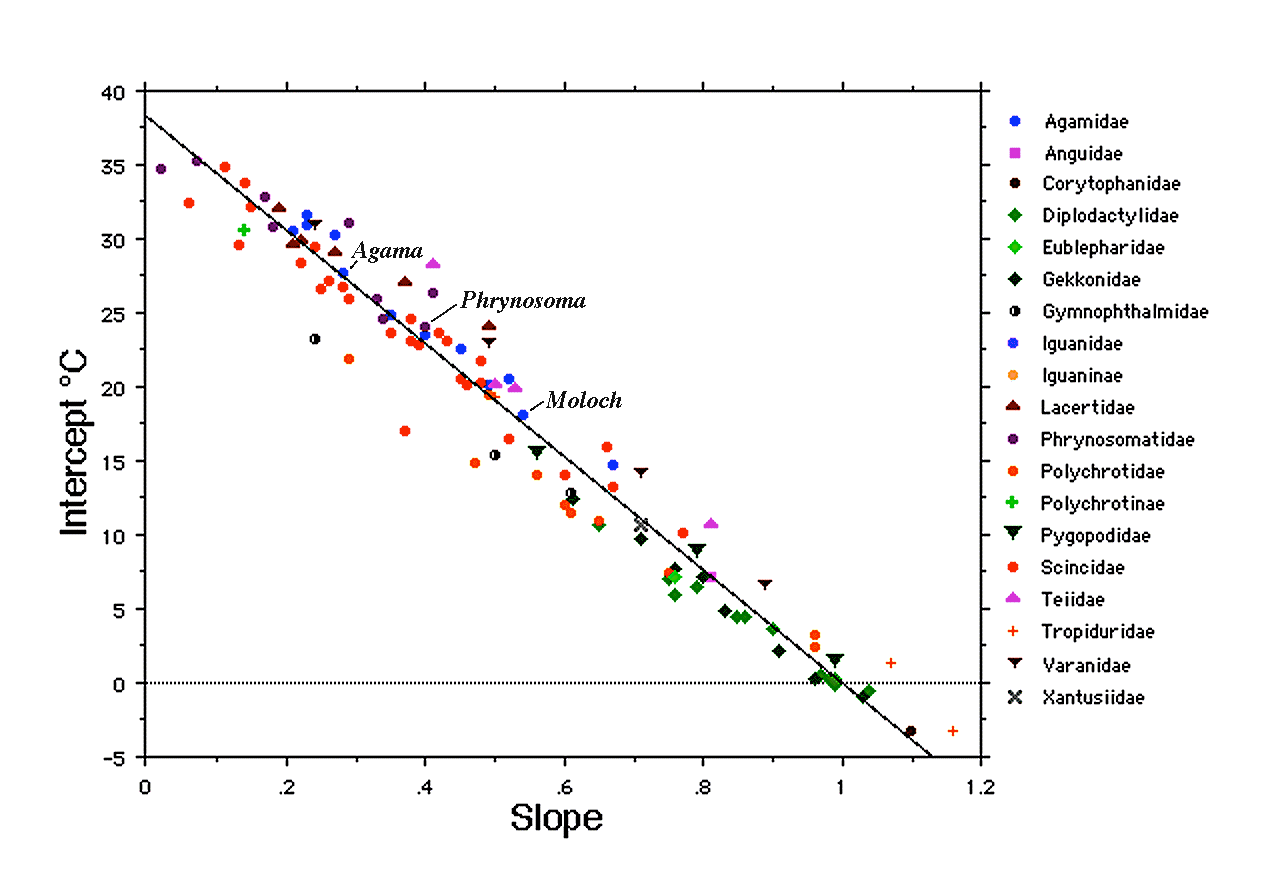 40
35
30
25
20
15
10
5
0
-5
Intercept °C
0
.2
.4
.6
.8
1
1.2
Slope
Agama
Phrynosoma
Moloch
Agamidae
Anguidae
Corytophanidae
Diplodactylidae
Eublepharidae
Gekkonidae
Gymnophthalmidae
Iguanidae
Iguaninae
Lacertidae
Phrynosomatidae
Polychrotidae
Polychrotinae
Pygopodidae
Scincidae
Teiidae
Tropiduridae
Varanidae
Xantusiidae